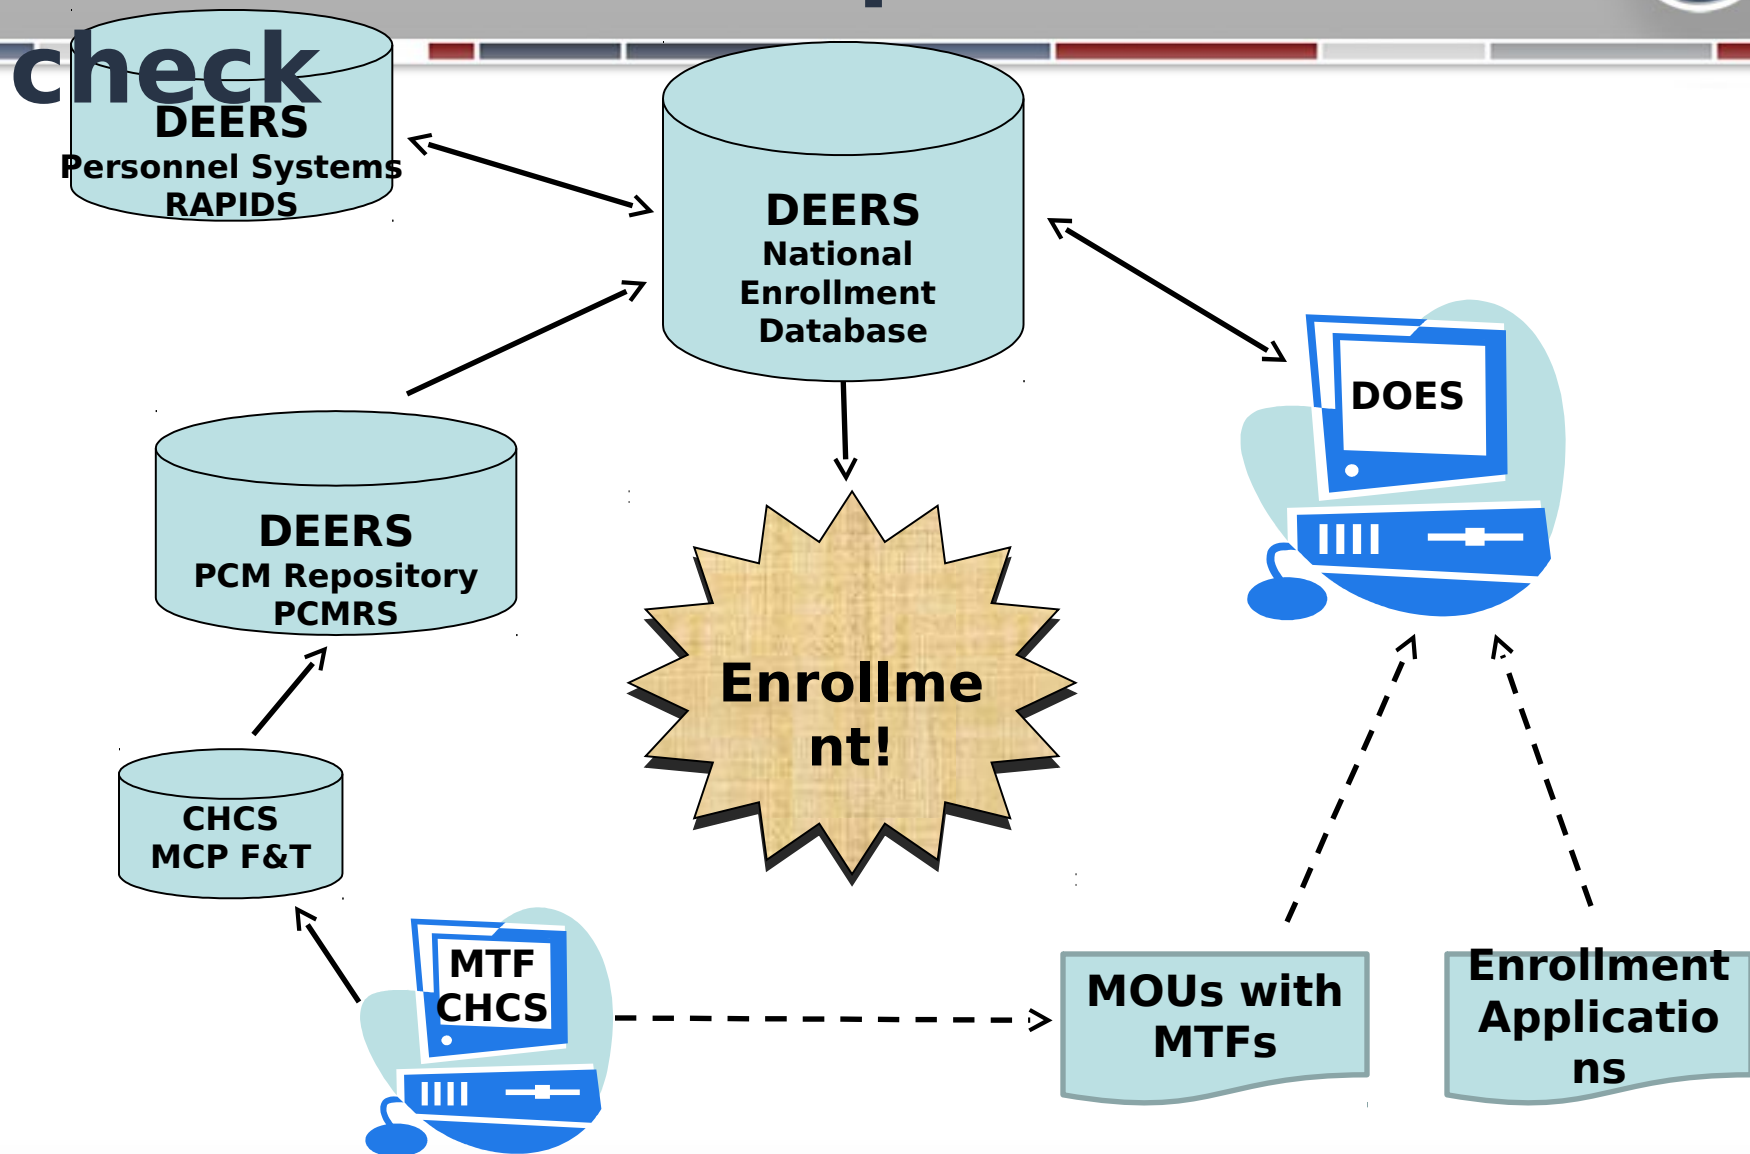 check
DEERS
Personnel Systems
RAPIDS
DEERS
National
Enrollment
Database
DOES
DEERS
PCM Repository
PCMRS
Enrollme
nt!
CHCS
MCP F&T
MTF
CHCS
MOUs with
MTFs
Enrollment
Applicatio
ns